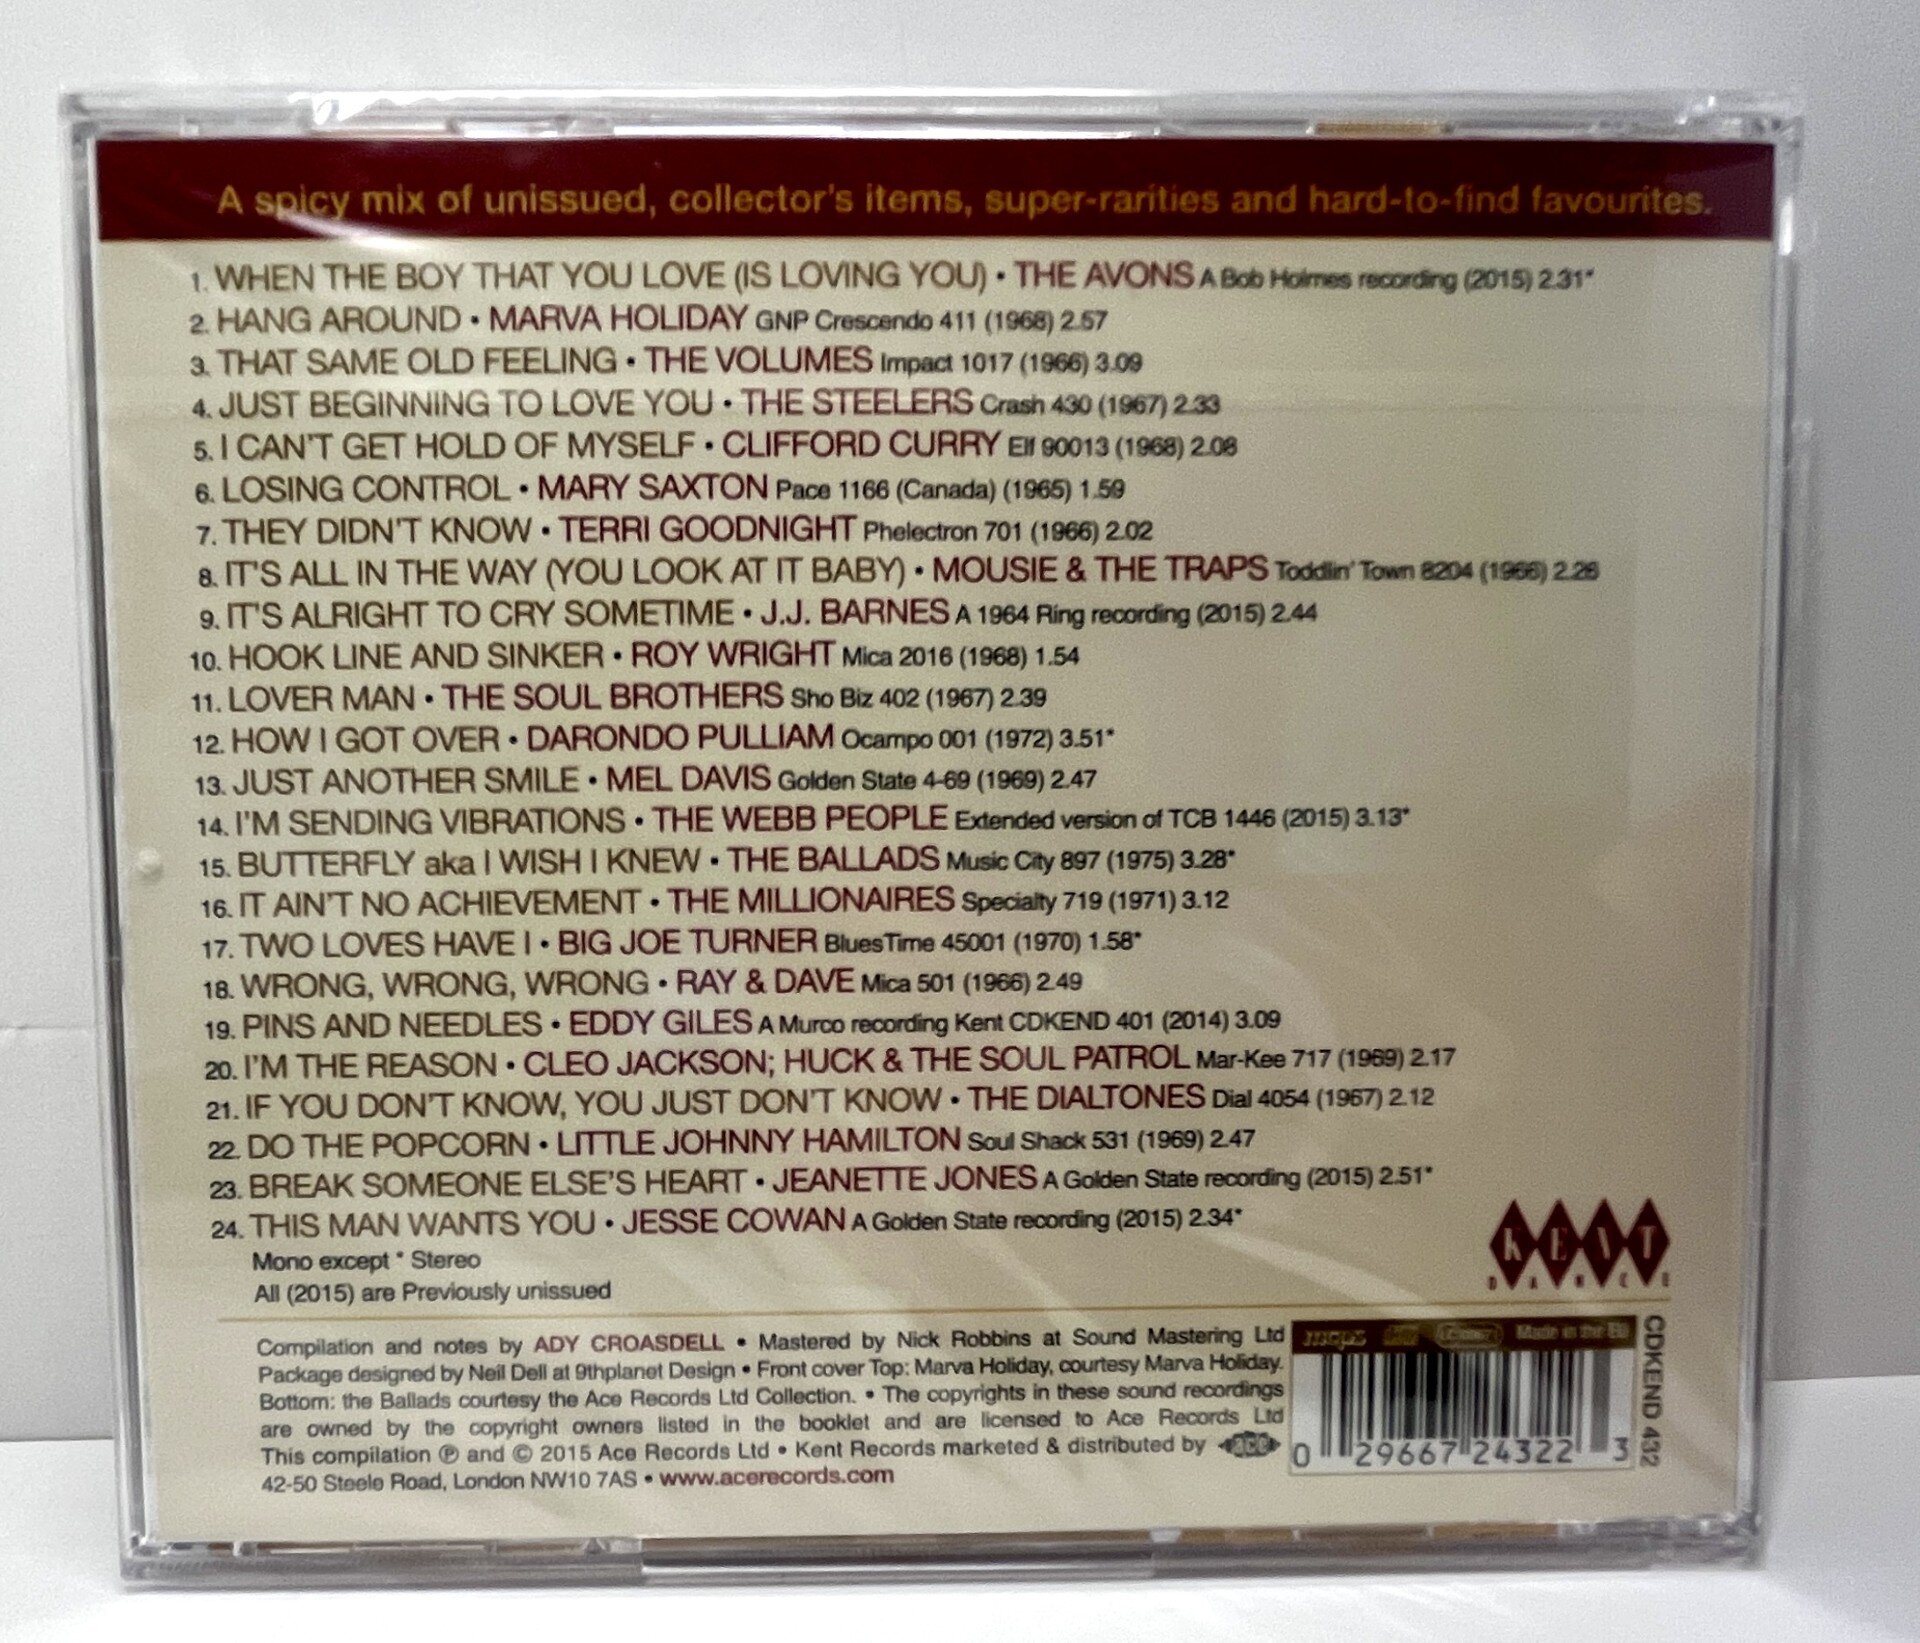 A spicy mix of unissued, collector's items, super-rarities and hard-to-find favourites.
1. WHEN THE BOY THAT YOU LOVE (IS LOVING YOU) • THE AVONS A Bob Holmes recording (2015) 2.31*
2. HANG AROUND • MARVA HOLIDAY GNP Crescendo 411 (1968) 2.57
3. THAT SAME OLD FEELING • THE VOLUMES Impact 1017 (1966) 3.09
4. JUST BEGINNING TO LOVE YOU • THE STEELERS Crash 430 (1967) 2.33
5. I CAN'T GET HOLD OF MYSELF • CLIFFORD CURRY Elf 90013 (1968) 2.08
6. LOSING CONTROL • MARY SAXTON Pace 1166 (Canada) (1965) 1.59
7. THEY DIDN'T KNOW • TERRI GOODNIGHT Phelectron 701 (1966) 2.02
8. IT'S ALL IN THE WAY (YOU LOOK AT IT BABY) • MOUSIE & THE TRAPS Toddlin' Town 8204 (1966) 2.26
9. IT'S ALRIGHT TO CRY SOMETIME • J.J. BARNES A 1964 Ring recording (2015) 2.44
10. HOOK LINE AND SINKER • ROY WRIGHT Mica 2016 (1968) 1.54
11. LOVER MAN • THE SOUL BROTHERS Sho Biz 402 (1967) 2.39
12. HOW I GOT OVER • DARONDO PULLIAM Ocampo 001 (1972) 3.51*
13. JUST ANOTHER SMILE • MEL DAVIS Golden State 4-69 (1969) 2.47
14. I'M SENDING VIBRATIONS • THE WEBB PEOPLE Extended version of TCB 1446 (2015) 3.13*
15. BUTTERFLY aka I WISH I KNEW • THE BALLADS Music City 897 (1975) 3.28*
16. IT AIN'T NO ACHIEVEMENT • THE MILLIONAIRES Specialty 719 (1971) 3.12
17. TWO LOVES HAVE I • BIG JOE TURNER BluesTime 45001 (1970) 1.58*
18. WRONG, WRONG, WRONG • RAY & DAVE Mica 501 (1966) 2.49
19. PINS AND NEEDLES • EDDY GILES A Murco recording Kent CDKEND 401 (2014) 3.09
20. I'M THE REASON • CLEO JACKSON; HUCK & THE SOUL PATROL Mar-Kee 717 (1969) 2.17
21. IF YOU DON'T KNOW, YOU JUST DON'T KNOW • THE DIALTONES Dial 4054 (1967) 2.12
22. DO THE POPCORN • LITTLE JOHNNY HAMILTON Soul Shack 531 (1969) 2.47
23. BREAK SOMEONE ELSE'S HEART • JEANETTE JONES A Golden State recording (2015) 2.51*
24. THIS MAN WANTS YOU • JESSE COWAN A Golden State recording (2015) 2.34*
Mono except * Stereo
All (2015) are Previously unissued
KENT
DANCE
Compilation and notes by ADY CROASDELL • Mastered by Nick Robbins at Sound Mastering Ltd
Package designed by Neil Dell at 9thplanet Design • Front cover Top: Marva Holiday, courtesy Marva Holiday.
Bottom: the Ballads courtesy the Ace Records Ltd Collection. • The copyrights in these sound recordings
are owned by the copyright owners listed in the booklet and are licensed to Ace Records Ltd
This compilation ℗ and © 2015 Ace Records Ltd • Kent Records marketed & distributed by ACE
42-50 Steele Road, London NW10 7AS • www.acerecords.com
mcps Made in the EU
0 29667 24322 3
CDKEND 432